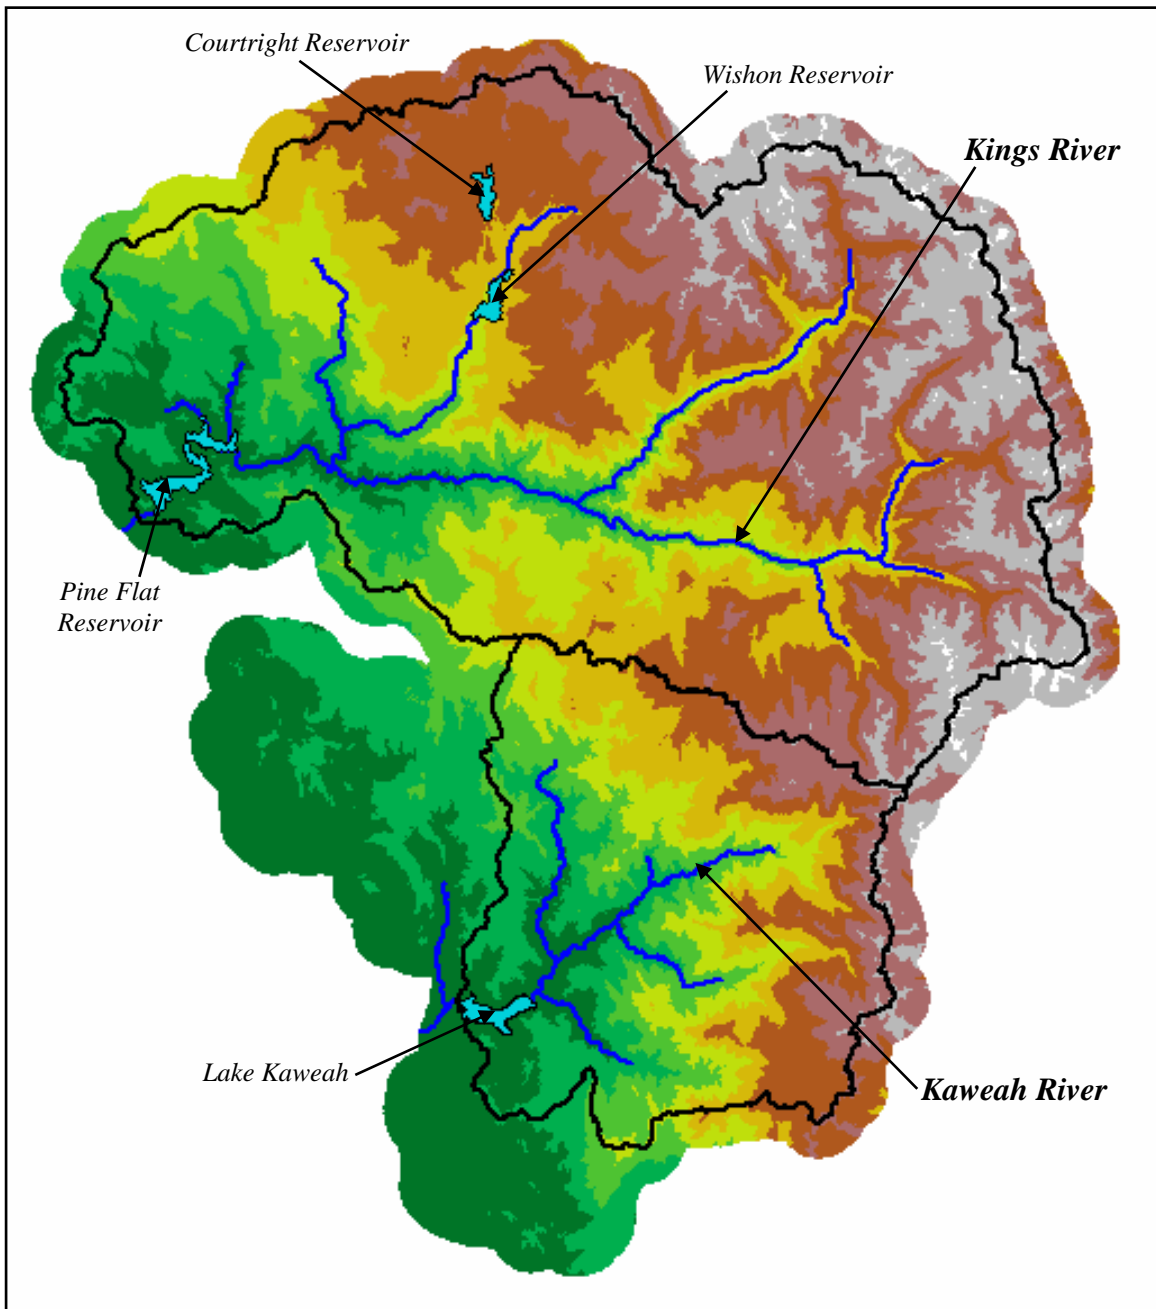 Courtright Reservoir
Wishon Reservoir
Kings River
Pine Flat
Reservoir
Lake Kaweah
Kaweah River